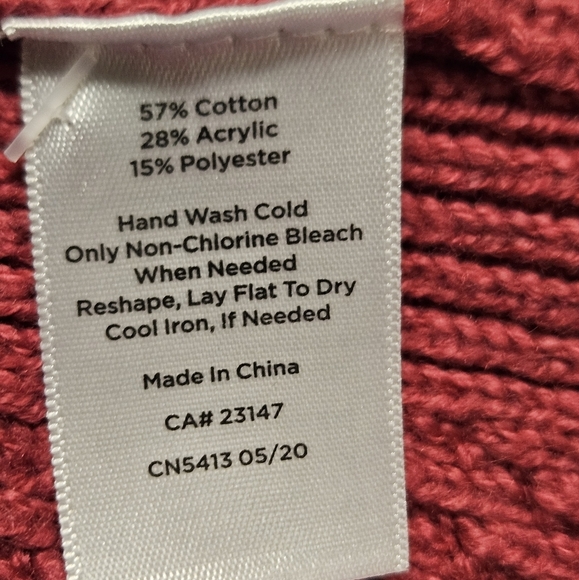 57% Cotton
28% Acrylic
15% Polyester
Hand Wash Cold
Only Non-Chlorine Bleach
When Needed
Reshape, Lay Flat To Dry
Cool Iron, If Needed
Made In China
CA# 23147
CN5413 05/20